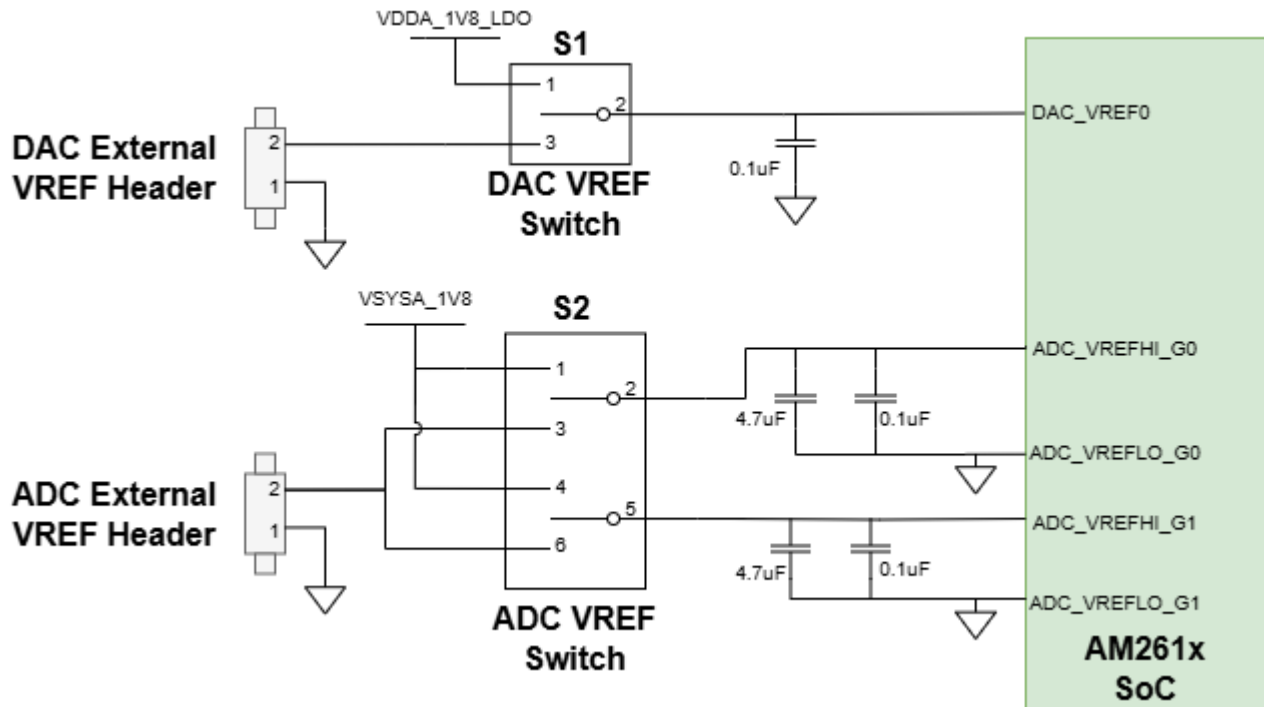 VDDA_1V8_LDO
S1
1
2
3
DAC VREF
Switch
DAC External
VREF Header
2
1
0.1uF
DAC_VREF0
VSYSA_1V8
S2
1
2
3
4
5
6
ADC VREF
Switch
ADC External
VREF Header
2
1
4.7uF
0.1uF
4.7uF
0.1uF
ADC_VREFHI_G0
ADC_VREFLO_G0
ADC_VREFHI_G1
ADC_VREFLO_G1
AM261x
SoC